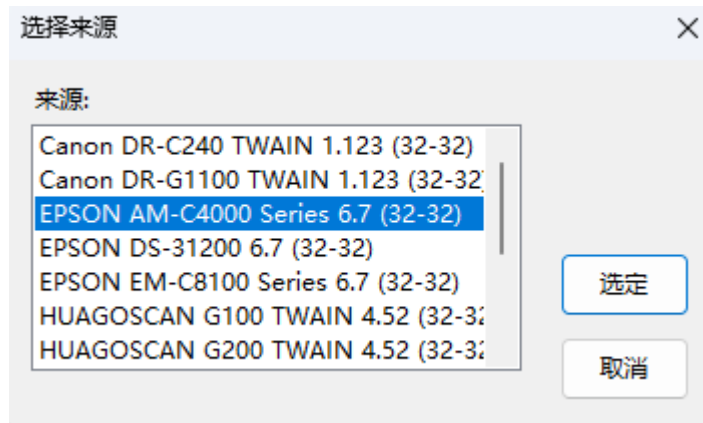 选择来源
来源:
Canon DR-C240 TWAIN 1.123 (32-32)
Canon DR-G1100 TWAIN 1.123 (32-32
EPSON AM-C4000 Series 6.7 (32-32)
EPSON DS-31200 6.7 (32-32)
EPSON EM-C8100 Series 6.7 (32-32)
HUAGOSCAN G100 TWAIN 4.52 (32-32
HUAGOSCAN G200 TWAIN 4.52 (32-32
选定
取消